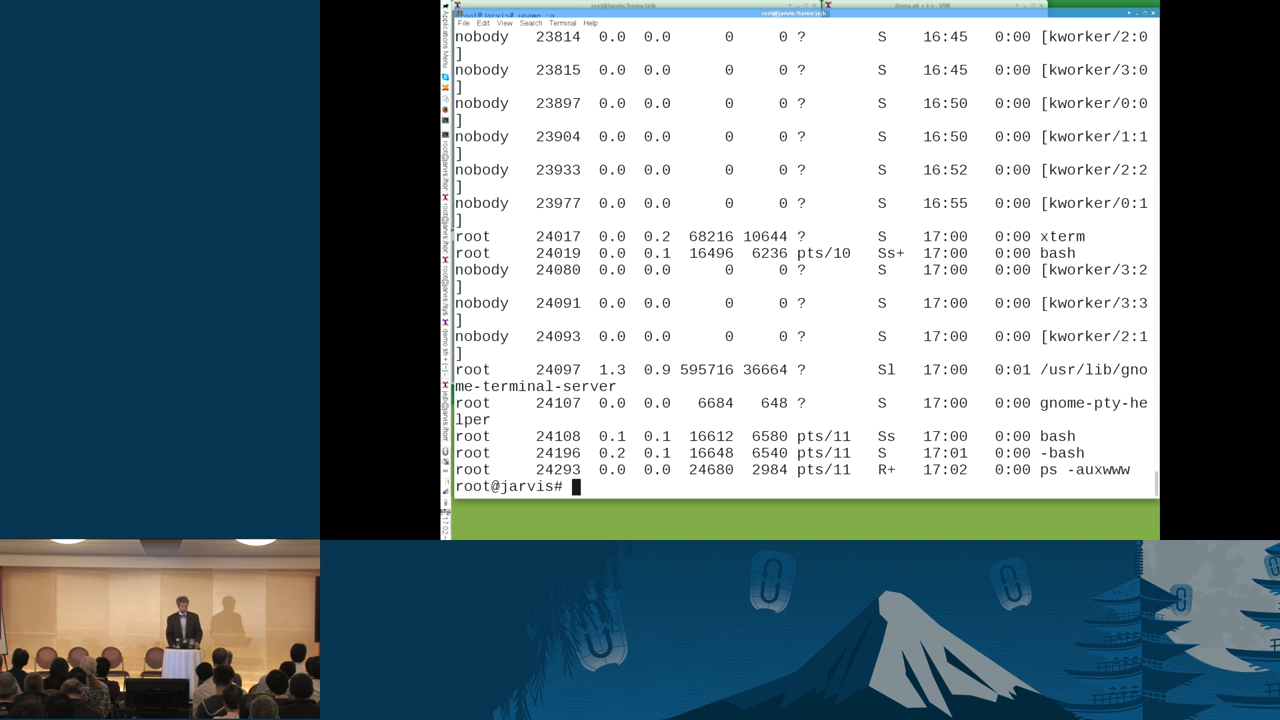 root@jarvis:/home/jejb
demo.sh + (~) - VIM
root@jarvis:/home/jejb
File Edit View Search Terminal Help
nobody 23814 0.0 0.0 0 0 ? S 16:45 0:00 [kworker/2:0
]
nobody 23815 0.0 0.0 0 0 ? S 16:45 0:00 [kworker/3:0
]
nobody 23897 0.0 0.0 0 0 ? S 16:50 0:00 [kworker/0:0
]
nobody 23904 0.0 0.0 0 0 ? S 16:50 0:00 [kworker/1:1
]
nobody 23933 0.0 0.0 0 0 ? S 16:52 0:00 [kworker/2:2
]
nobody 23977 0.0 0.0 0 0 ? S 16:55 0:00 [kworker/0:1
]
root 24017 0.0 0.2 68216 10644 ? S 17:00 0:00 xterm
root 24019 0.0 0.1 16496 6236 pts/10 Ss+ 17:00 0:00 bash
nobody 24080 0.0 0.0 0 0 ? S 17:00 0:00 [kworker/3:2
]
nobody 24091 0.0 0.0 0 0 ? S 17:00 0:00 [kworker/3:3
]
nobody 24093 0.0 0.0 0 0 ? S 17:00 0:00 [kworker/2:1
]
root 24097 1.3 0.9 595716 36664 ? Sl 17:00 0:01 /usr/lib/gno
me-terminal-server
root 24107 0.0 0.0 6684 648 ? S 17:00 0:00 gnome-pty-he
lper
root 24108 0.1 0.1 16612 6580 pts/11 Ss 17:00 0:00 bash
root 24196 0.2 0.1 16648 6540 pts/11 S 17:01 0:00 -bash
root 24293 0.0 0.0 24680 2984 pts/11 R+ 17:02 0:00 ps -auxwww
root@jarvis#
Applications Menu